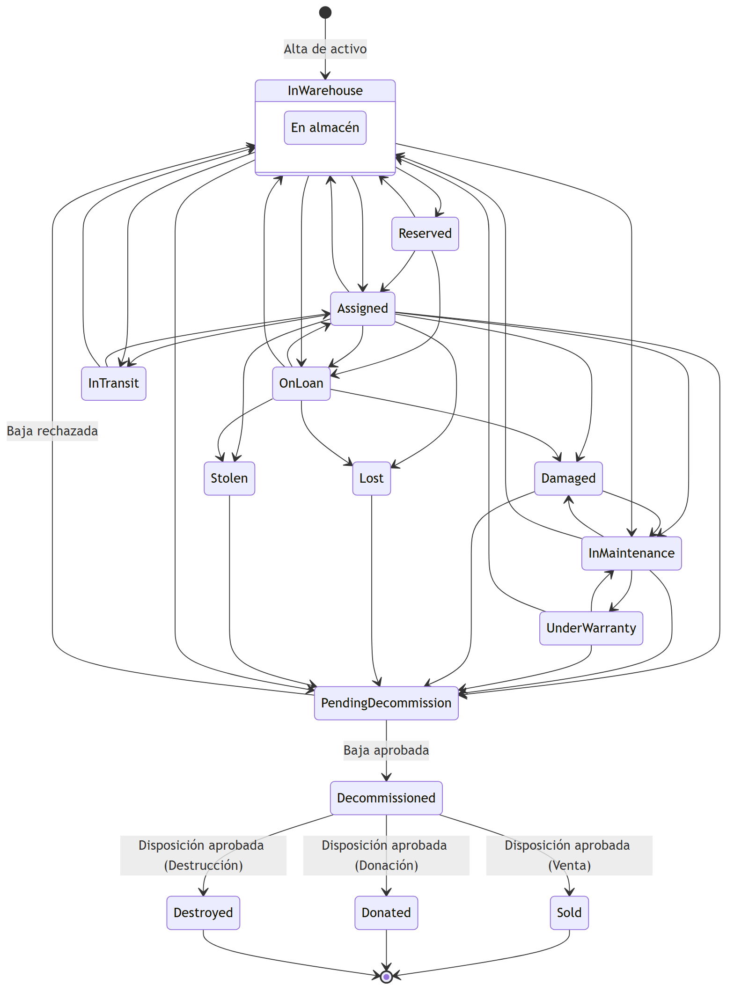 Alta de activo
InWarehouse
En almacén
Reserved
Assigned
InTransit
OnLoan
Baja rechazada
Stolen
Lost
Damaged
InMaintenance
UnderWarranty
PendingDecommission
Baja aprobada
Decommissioned
Disposición aprobada
(Destrucción)
Disposición aprobada
(Donación)
Disposición aprobada
(Venta)
Destroyed
Donated
Sold